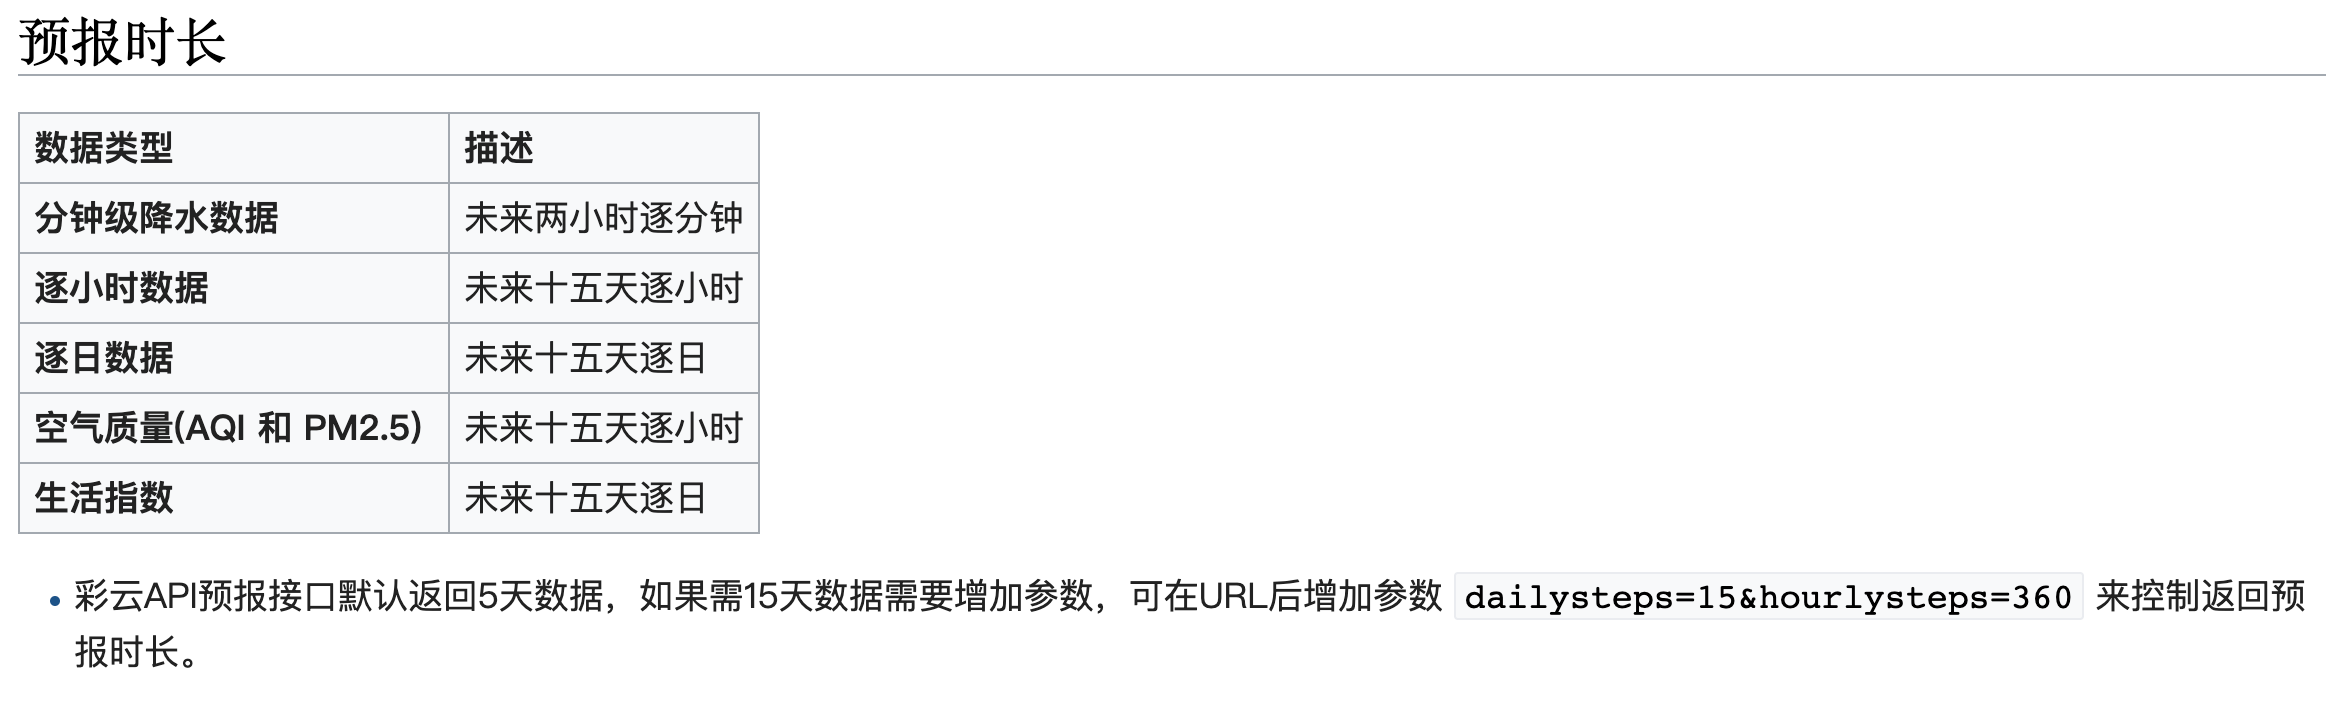 预报时长
数据类型 描述
分钟级降水数据 未来两小时逐分钟
逐小时数据 未来十五天逐小时
逐日数据 未来十五天逐日
空气质量(AQI 和 PM2.5) 未来十五天逐小时
生活指数 未来十五天逐日
• 彩云API预报接口默认返回5天数据，如果需15天数据需要增加参数，可在URL后增加参数 dailysteps=15&hourlysteps=360 来控制返回预
报时长。